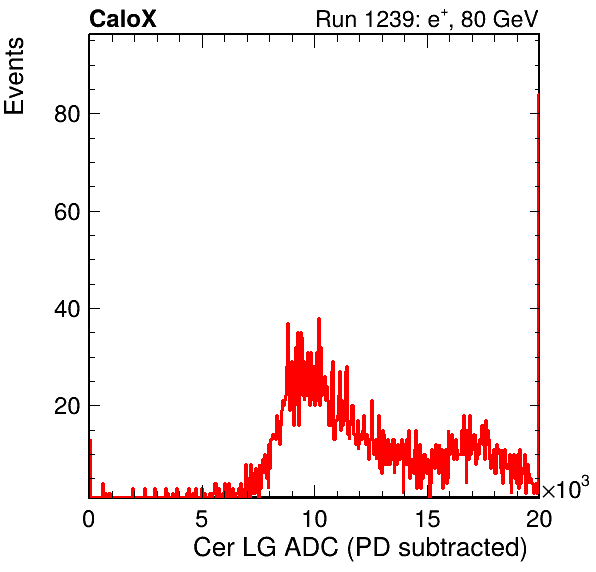 CaloX Run 1239: e⁺, 80 GeV
Events
80
60
40
20
0 5 10 15 20
×10³
Cer LG ADC (PD subtracted)